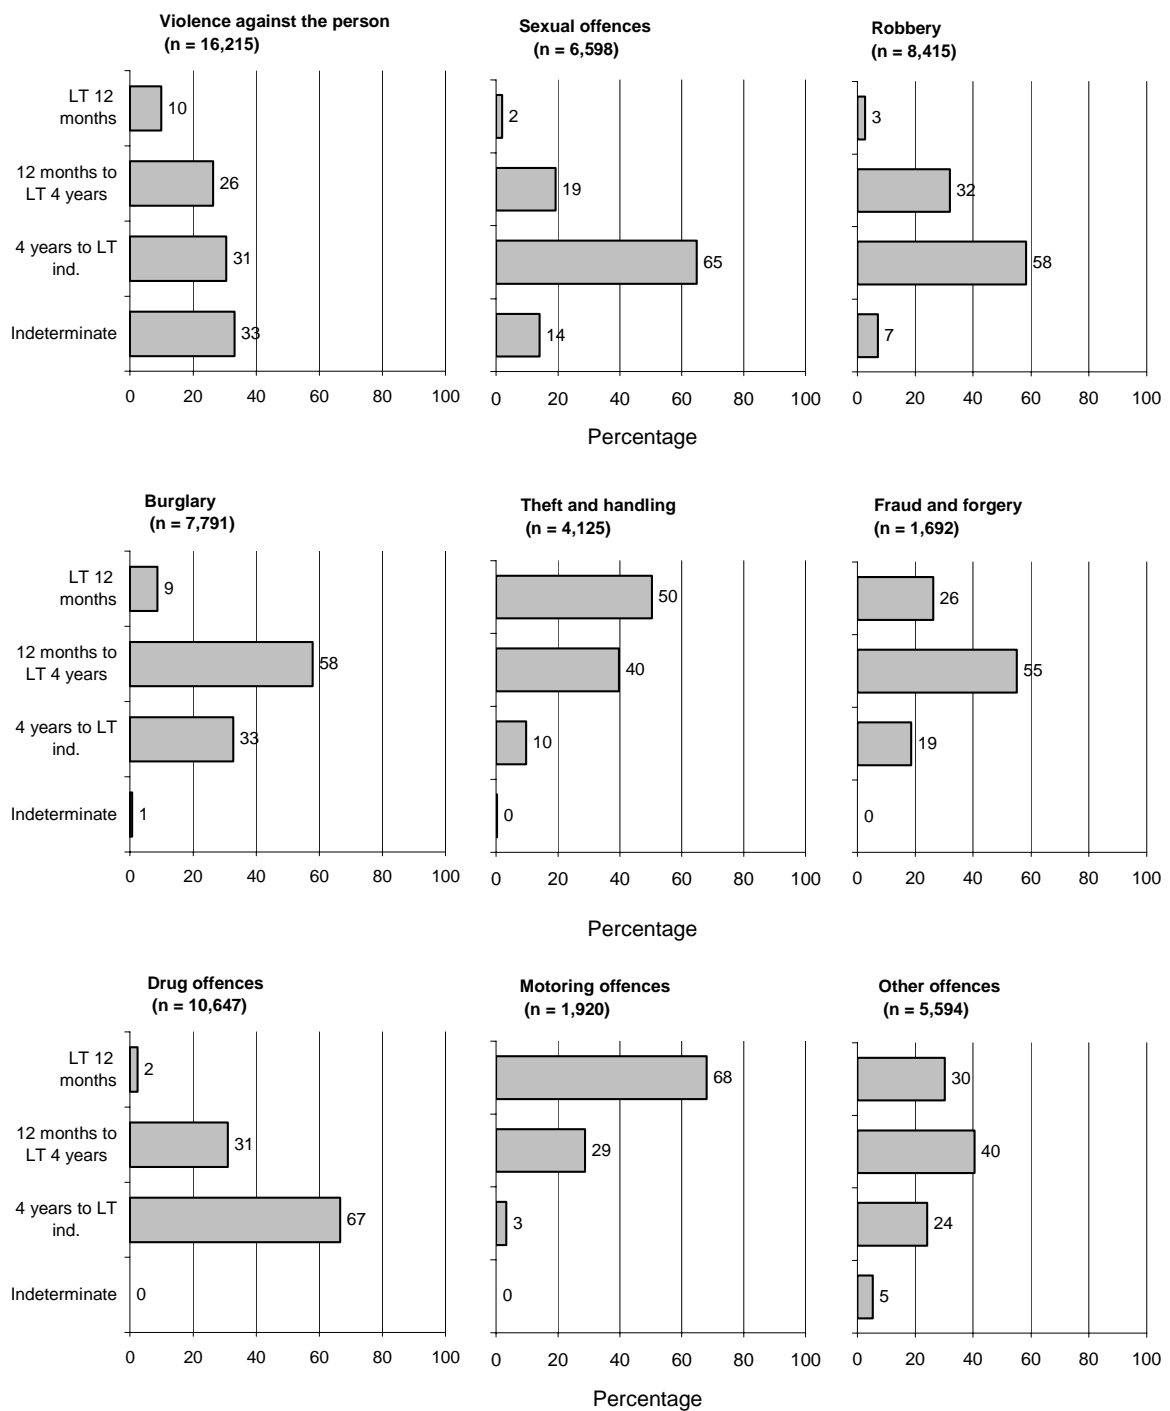 Violence against the person
(n = 16,215)
LT 12
months
10
12 months to
LT 4 years
26
4 years to LT
ind.
31
Indeterminate
33
0 20 40 60 80 100
Sexual offences
(n = 6,598)
2
19
65
14
0 20 40 60 80 100
Percentage
Robbery
(n = 8,415)
3
32
58
7
0 20 40 60 80 100
Burglary
(n = 7,791)
LT 12
months
9
12 months to
LT 4 years
58
4 years to LT
ind.
33
Indeterminate
1
0 20 40 60 80 100
Theft and handling
(n = 4,125)
50
40
10
0
0 20 40 60 80 100
Percentage
Fraud and forgery
(n = 1,692)
26
55
19
0
0 20 40 60 80 100
Drug offences
(n = 10,647)
LT 12
months
2
12 months to
LT 4 years
31
4 years to LT
ind.
67
Indeterminate
0
0 20 40 60 80 100
Motoring offences
(n = 1,920)
68
29
3
0
0 20 40 60 80 100
Percentage
Other offences
(n = 5,594)
30
40
24
5
0 20 40 60 80 100